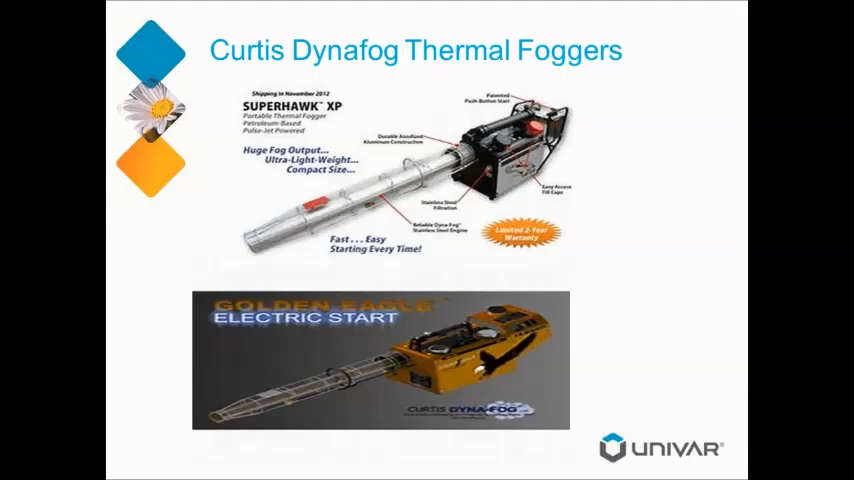 Curtis Dynafog Thermal Foggers
Shipping in November 2012
SUPERHAWK™ XP
Portable Thermal Fogger
Petroleum-Based
Pulse-Jet Powered
Huge Fog Output...
Ultra-Light-Weight...
Compact Size...
Patented
Push-Button Start
Durable Anodized
Aluminum Construction
Easy Access
Fill Caps
Stainless Steel
Filtration
Reliable Dyna-Fog
Stainless Steel Engine
Limited 2-Year
Warranty
Fast . . . Easy
Starting Every Time!
GOLDEN EAGLE
ELECTRIC START
CURTIS DYNA-FOG
UNIVAR®